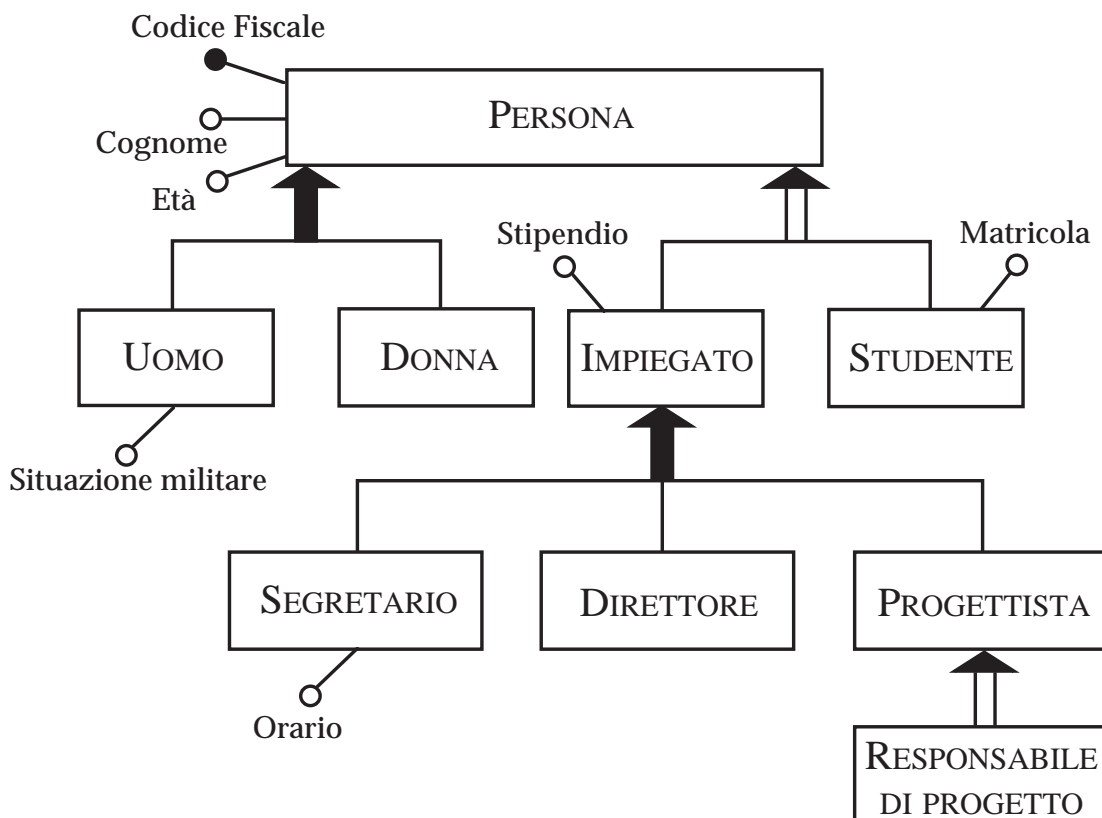 Codice Fiscale
PERSONA
Cognome
Età
Stipendio
Matricola
UOMO
DONNA
IMPIEGATO
STUDENTE
Situazione militare
SEGRETARIO
DIRETTORE
PROGETTISTA
Orario
RESPONSABILE
DI PROGETTO